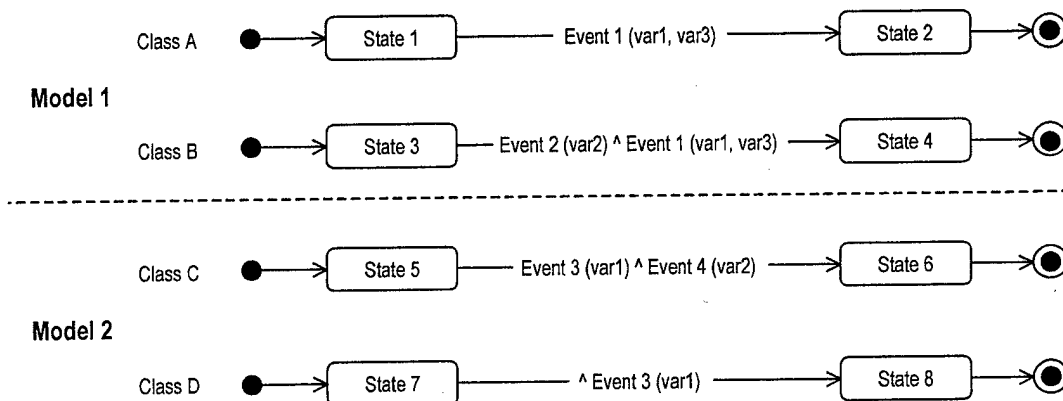 Class A State 1 Event 1 (var1, var3) State 2
Model 1
Class B State 3 Event 2 (var2) ^ Event 1 (var1, var3) State 4
Class C State 5 Event 3 (var1) ^ Event 4 (var2) State 6
Model 2
Class D State 7 ^ Event 3 (var1) State 8